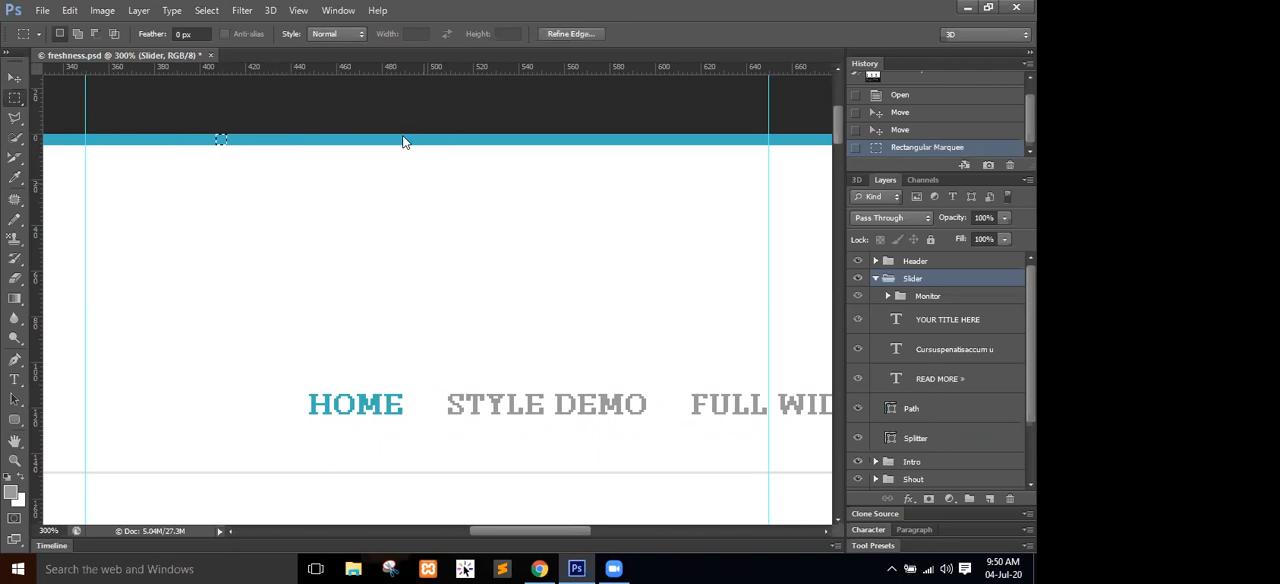 Ps File Edit Image Layer Type Select Filter 3D View Window Help
Feather: 0 px Anti-alias Style: Normal Width: Height: Refine Edge... 3D
© freshness.psd @ 300% (Slider, RGB/8) * ×
340 360 380 400 420 440 460 480 500 520 540 560 580 600 620 640 660
History
Open
Move
Move
Rectangular Marquee
3D Layers Channels
Kind
Pass Through Opacity: 100%
Lock: Fill: 100%
Header
Slider
Monitor
YOUR TITLE HERE
Cursuspenatisaccum u
READ MORE »
Path
Splitter
Intro
Shout
HOME STYLE DEMO FULL WID
300% © Doc: 5.04M/27.3M
Clone Source
Character Paragraph
Timeline
Tool Presets
Search the web and Windows
9:50 AM
04-Jul-20